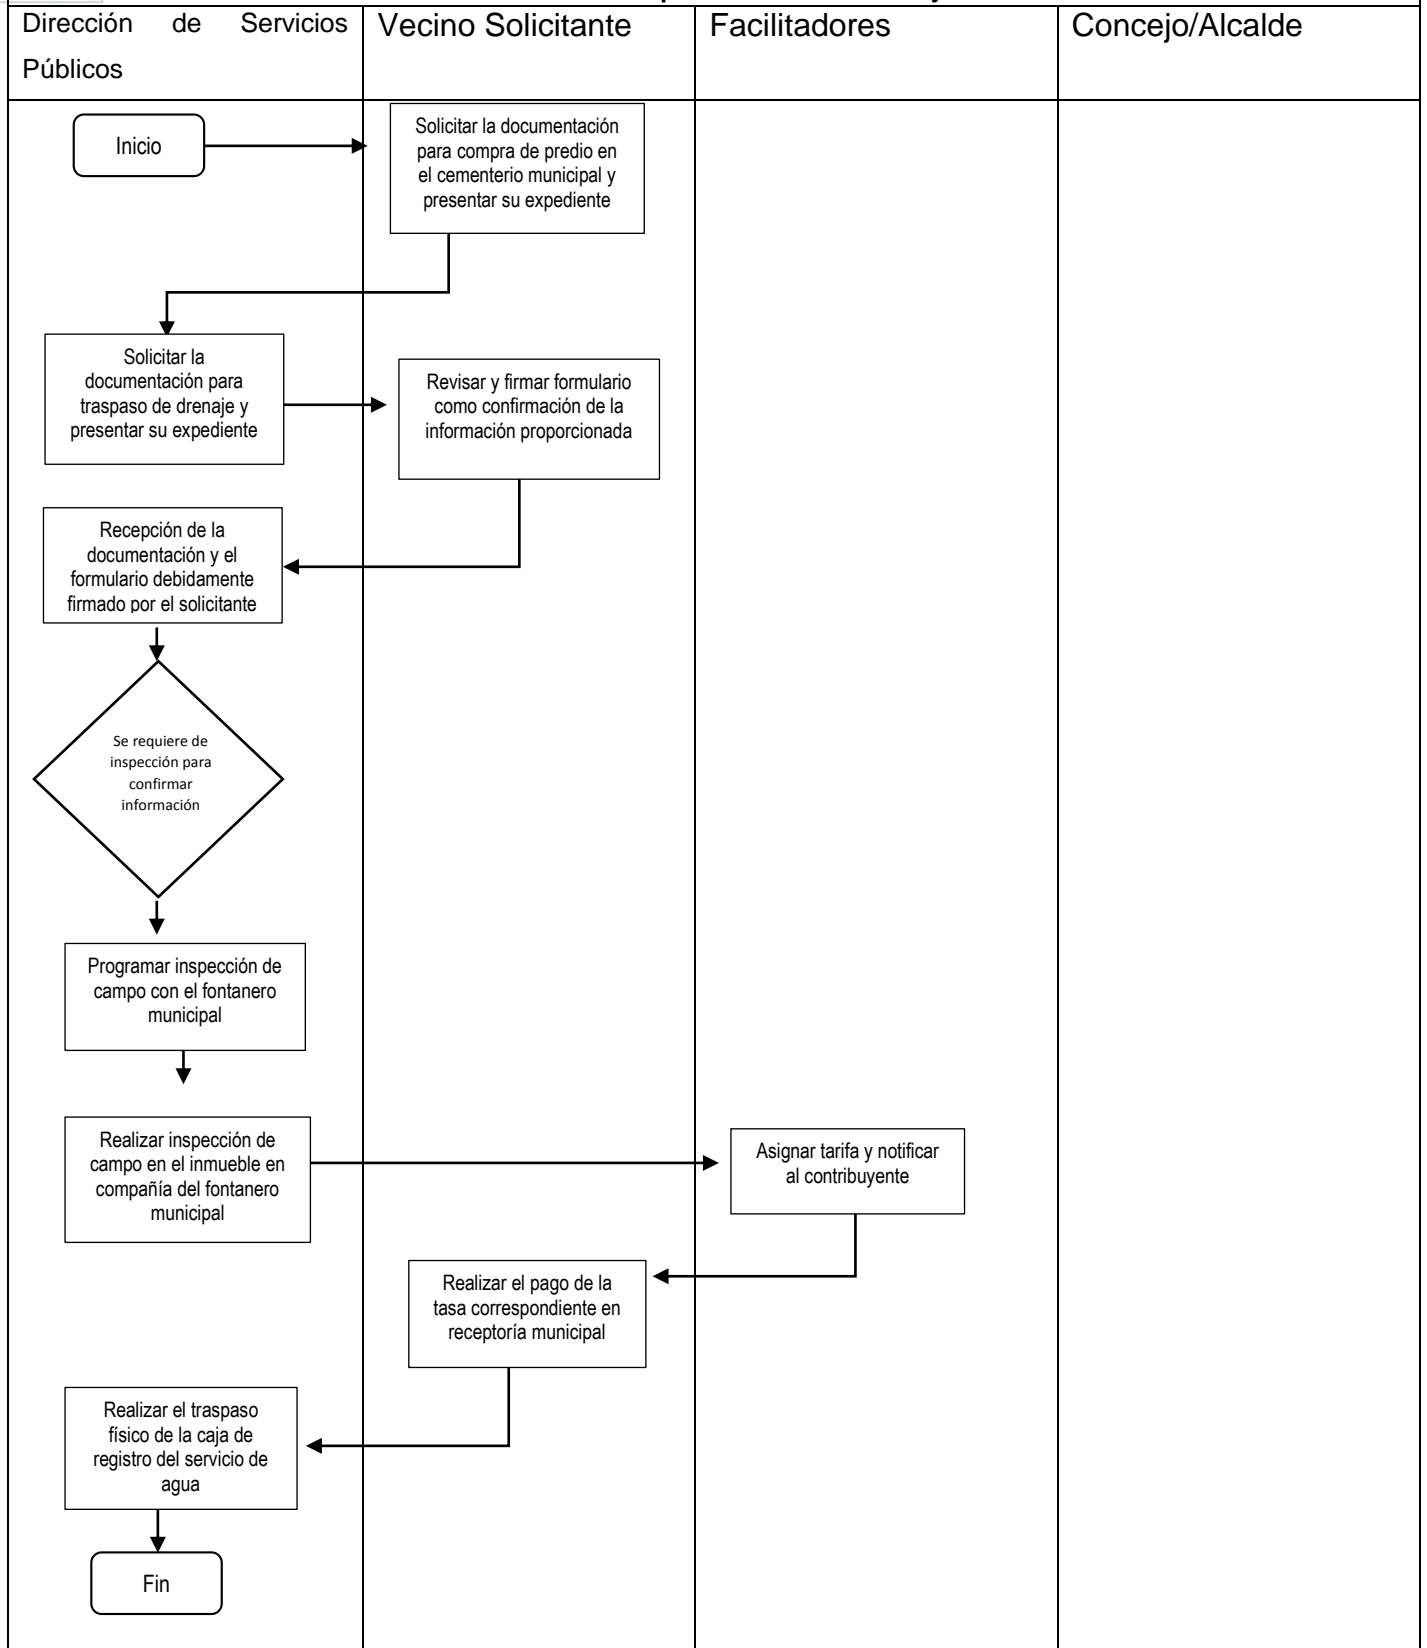 Dirección de Servicios
Públicos
Vecino Solicitante
Facilitadores
Concejo/Alcalde
Inicio
Solicitar la documentación
para compra de predio en
el cementerio municipal y
presentar su expediente
Solicitar la
documentación para
traspaso de drenaje y
presentar su expediente
Revisar y firmar formulario
como confirmación de la
información proporcionada
Recepción de la
documentación y el
formulario debidamente
firmado por el solicitante
Se requiere de
inspección para
confirmar
información
Programar inspección de
campo con el fontanero
municipal
Realizar inspección de
campo en el inmueble en
compañía del fontanero
municipal
Asignar tarifa y notificar
al contribuyente
Realizar el pago de la
tasa correspondiente en
receptoría municipal
Realizar el traspaso
físico de la caja de
registro del servicio de
agua
Fin